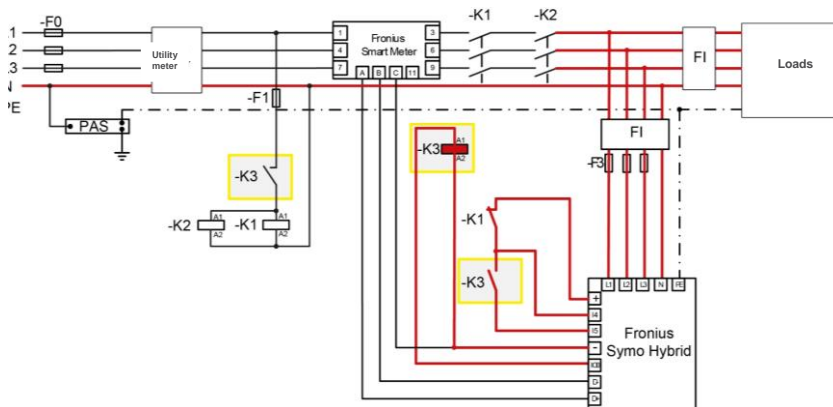 -F0
-K1
-K2
Utility
meter
1
4
7
Fronius
Smart Meter
3
6
9
A
B
C
11
FI
Loads
N
PE
PAS
-F1
FI
-F3
-K3
A1
A2
-K3
-K1
-K2
A1
A2
-K1
A1
A2
-K3
L1
L2
L3
N
PE
+
I4
I5
-
D-
D+
Fronius
Symo Hybrid